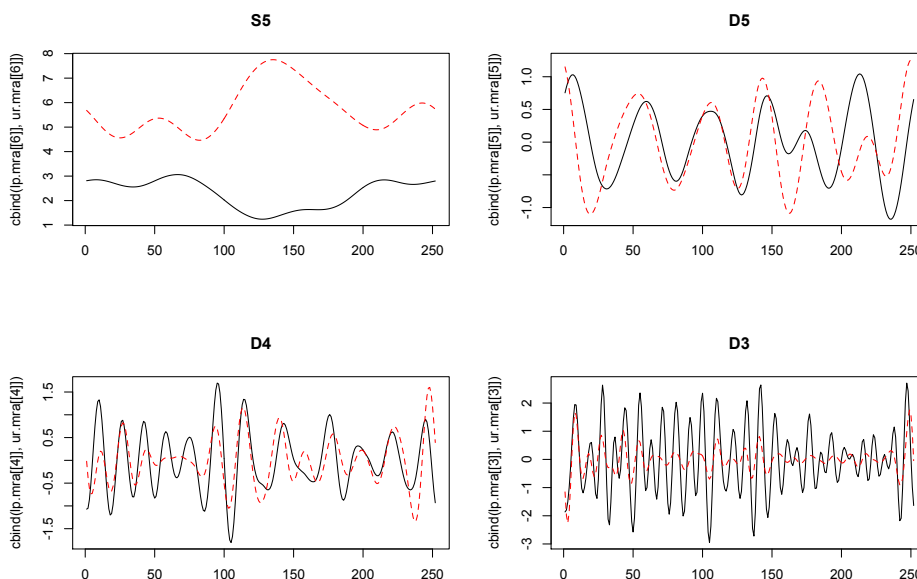 S5
cbind(lp.mra[[6]], ur.mra[[6]])
8
7
6
5
4
3
2
1
0 50 100 150 200 250
D5
cbind(lp.mra[[5]], ur.mra[[5]])
1.0
0.5
0.0
-1.0
0 50 100 150 200 250
D4
cbind(lp.mra[[4]], ur.mra[[4]])
1.5
0.5
-0.5
-1.5
0 50 100 150 200 250
D3
cbind(lp.mra[[3]], ur.mra[[3]])
2
1
0
-1
-2
-3
0 50 100 150 200 250